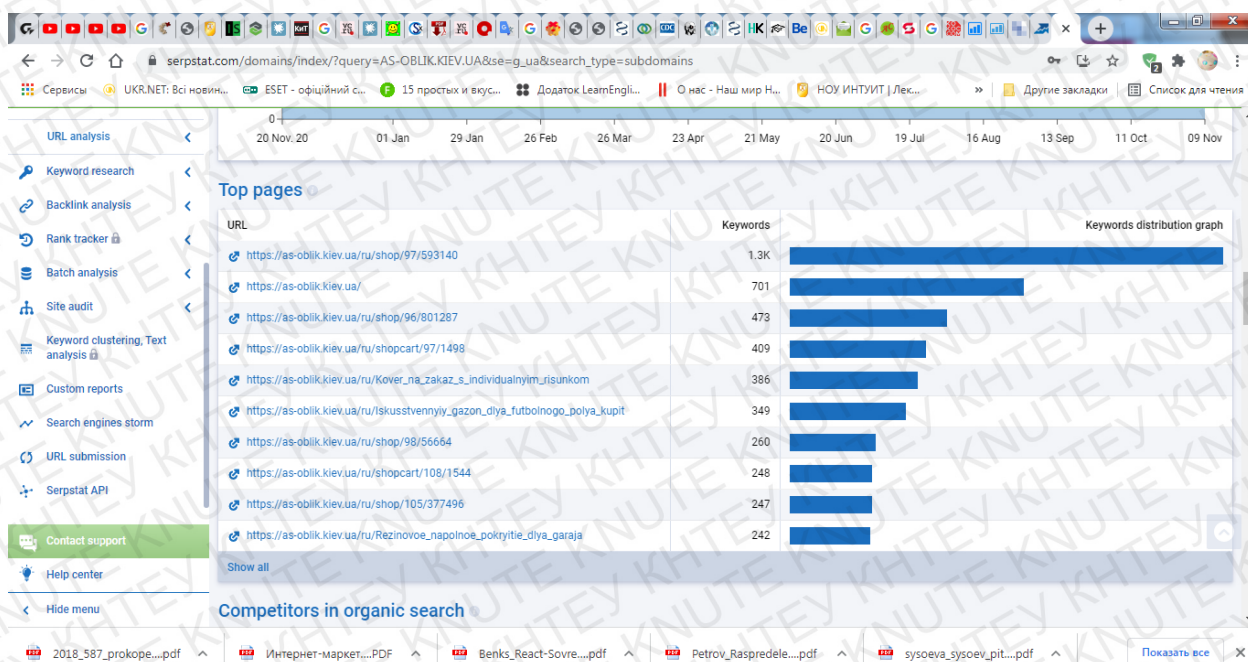 serpstat.com/domains/index/?query=AS-OBLIK.KIEV.UA&se=g_ua&search_type=subdomains
Сервисы UKR.NET: Всі новин... ESET - офіційний с... 15 простых и вкус... Додаток LearnEngli... О нас - Наш мир Н... НОУ ИНТУИТ | Лек... » Другие закладки Список для чтения
0
20 Nov. 20 01 Jan 29 Jan 26 Feb 26 Mar 23 Apr 21 May 20 Jun 19 Jul 16 Aug 13 Sep 11 Oct 09 Nov
URL analysis
Keyword research
Backlink analysis
Rank tracker
Batch analysis
Site audit
Keyword clustering, Text
analysis
Custom reports
Search engines storm
URL submission
Serpstat API
Contact support
Help center
Hide menu
Top pages
URL Keywords Keywords distribution graph
https://as-oblik.kiev.ua/ru/shop/97/593140 1.3K
https://as-oblik.kiev.ua/ 701
https://as-oblik.kiev.ua/ru/shop/96/801287 473
https://as-oblik.kiev.ua/ru/shopcart/97/1498 409
https://as-oblik.kiev.ua/ru/Kover_na_zakaz_s_individualnyim_risunkom 386
https://as-oblik.kiev.ua/ru/Iskusstvennyiy_gazon_dlya_futbolnogo_polya_kupit 349
https://as-oblik.kiev.ua/ru/shop/98/56664 260
https://as-oblik.kiev.ua/ru/shopcart/108/1544 248
https://as-oblik.kiev.ua/ru/shop/105/377496 247
https://as-oblik.kiev.ua/ru/Rezinovoe_napolnoe_pokryitie_dlya_garaja 242
Show all
Competitors in organic search
2018_587_prokope....pdf Интернет-маркет....PDF Benks_React-Sovre....pdf Petrov_Raspredele....pdf sysoeva_sysoev_pit....pdf Показать все